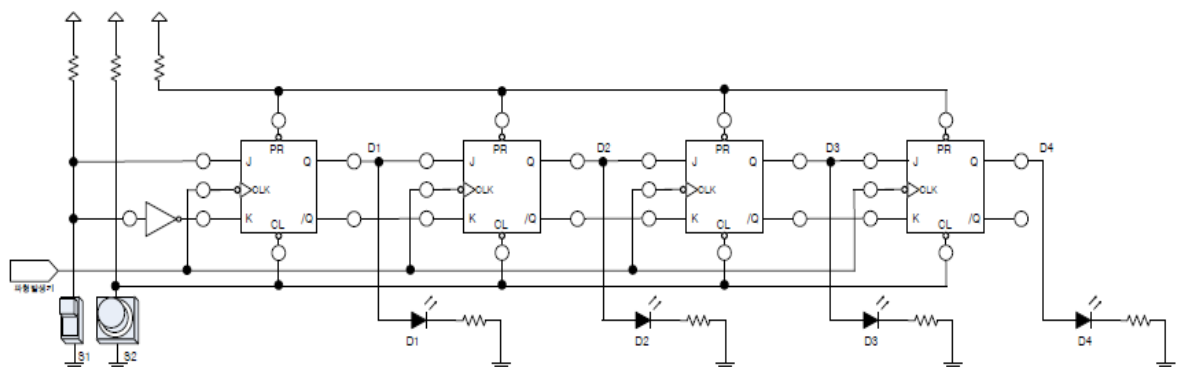 PR PR PR PR
J Q D1 J Q D2 J Q D3 J Q D4
CLK CLK CLK CLK
K /Q K /Q K /Q K /Q
CL CL CL CL
파형발생기
S1 S2
D1 D2 D3 D4